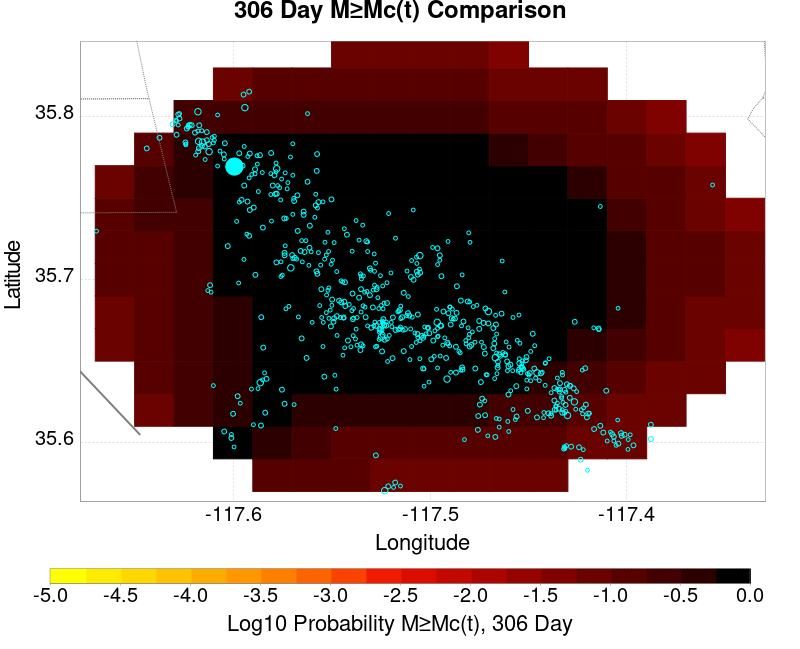 306 Day M≥Mc(t) Comparison
35.8
35.7
35.6
Latitude
-117.6 -117.5 -117.4
Longitude
-5.0 -4.5 -4.0 -3.5 -3.0 -2.5 -2.0 -1.5 -1.0 -0.5 0.0
Log10 Probability M≥Mc(t), 306 Day